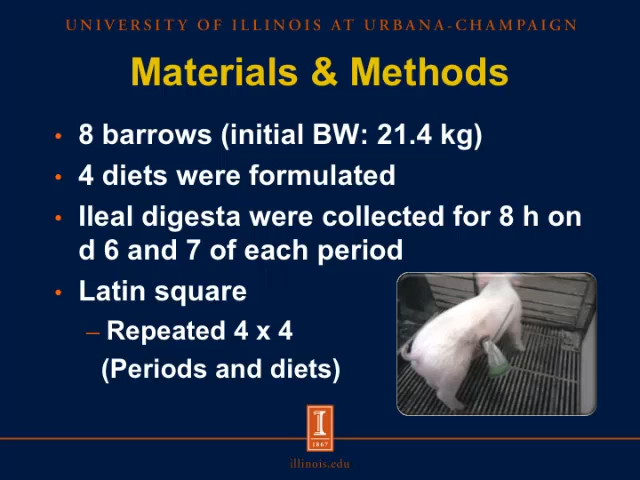 UNIVERSITY OF ILLINOIS AT URBANA-CHAMPAIGN
Materials & Methods
• 8 barrows (initial BW: 21.4 kg)
• 4 diets were formulated
• Ileal digesta were collected for 8 h on
d 6 and 7 of each period
• Latin square
– Repeated 4 x 4
(Periods and diets)
I
1867
illinois.edu